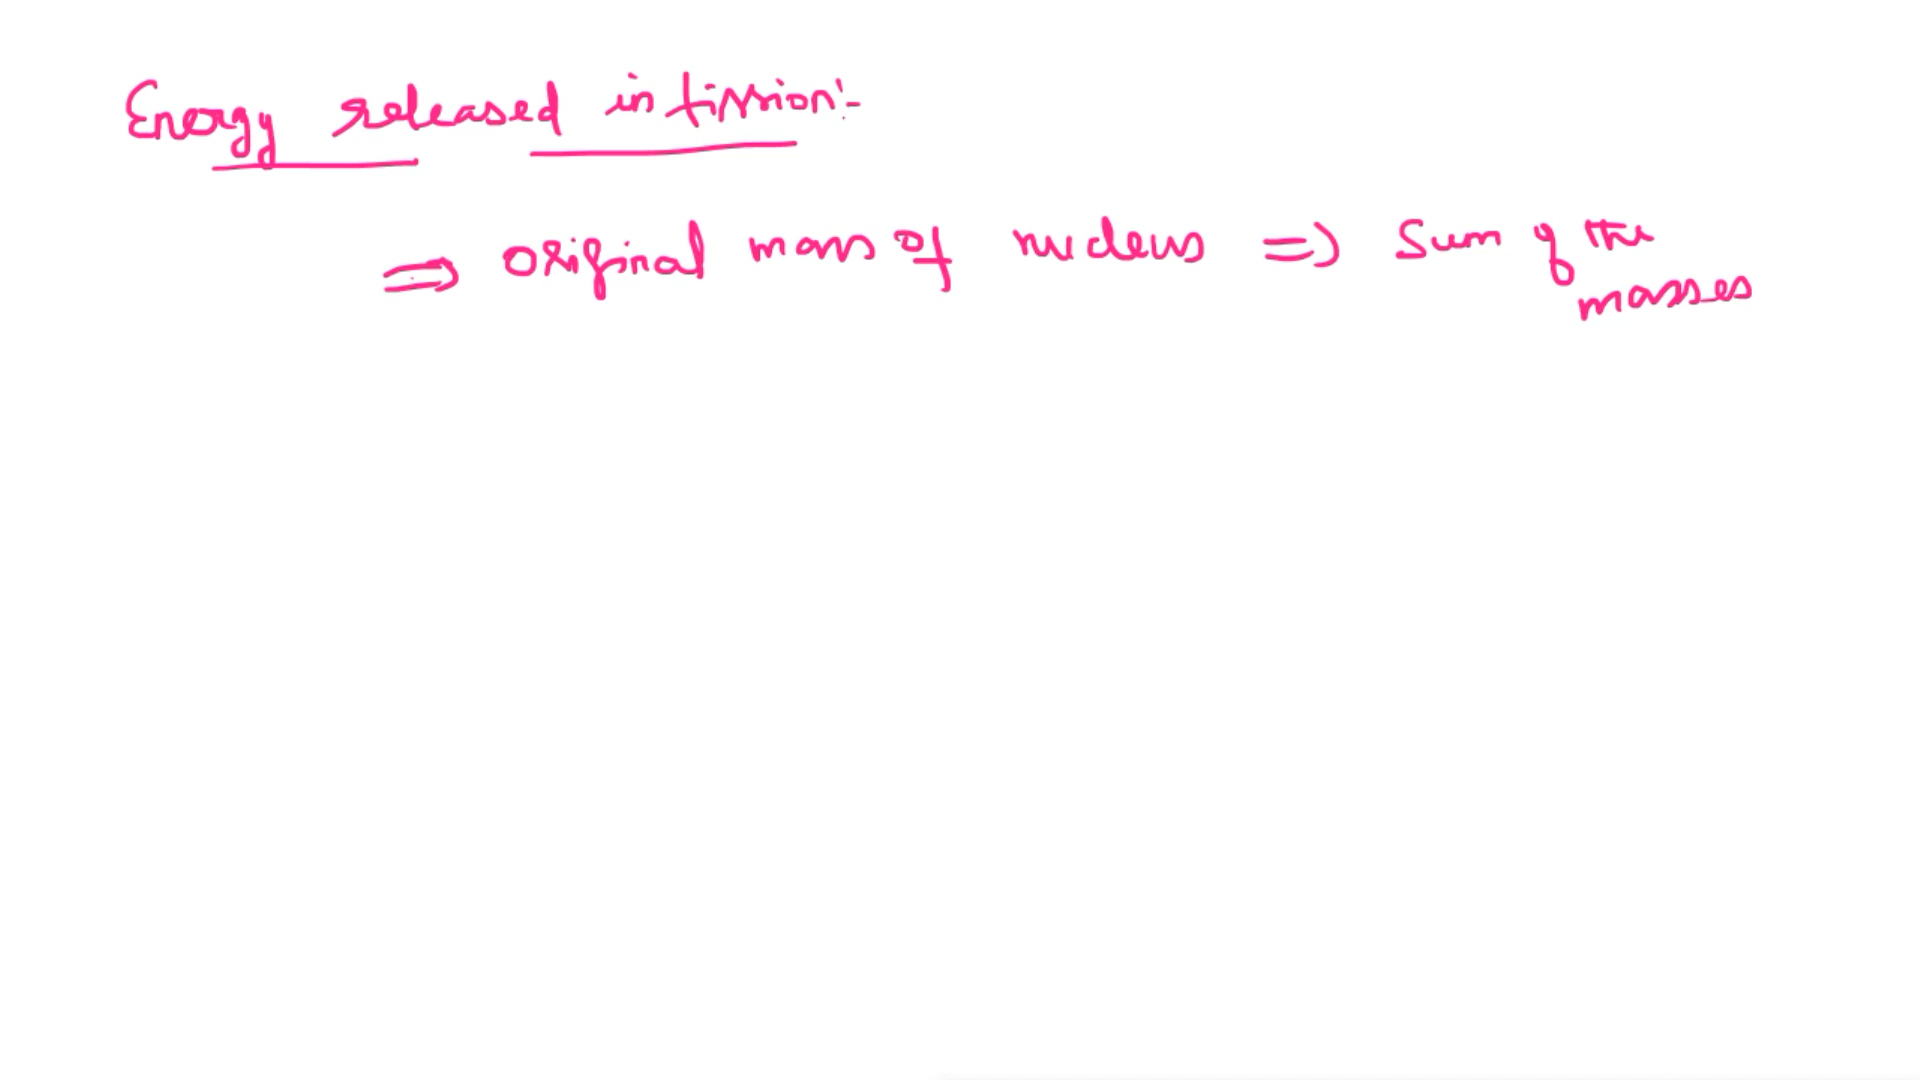 Energy released in fission:-
⇒ original mass of nucleus ⇒ Sum of the
masses